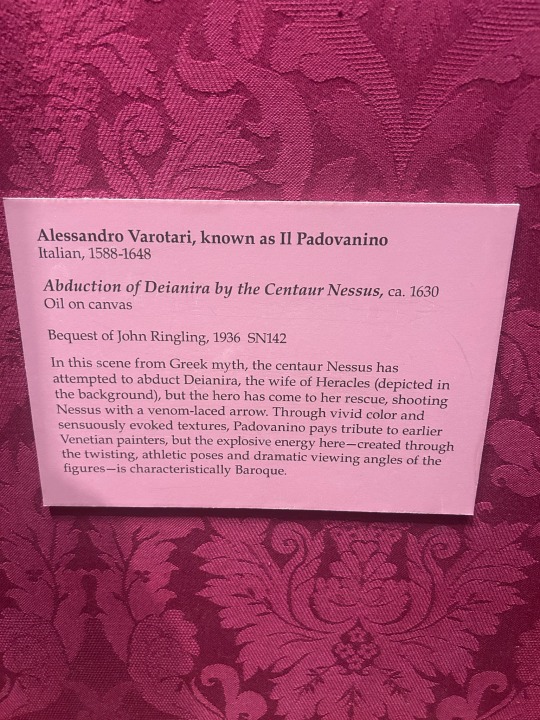 Alessandro Varotari, known as Il Padovanino
Italian, 1588-1648
Abduction of Deianira by the Centaur Nessus, ca. 1630
Oil on canvas
Bequest of John Ringling, 1936 SN142
In this scene from Greek myth, the centaur Nessus has
attempted to abduct Deianira, the wife of Heracles (depicted in
the background), but the hero has come to her rescue, shooting
Nessus with a venom-laced arrow. Through vivid color and
sensuously evoked textures, Padovanino pays tribute to earlier
Venetian painters, but the explosive energy here—created through
the twisting, athletic poses and dramatic viewing angles of the
figures—is characteristically Baroque.